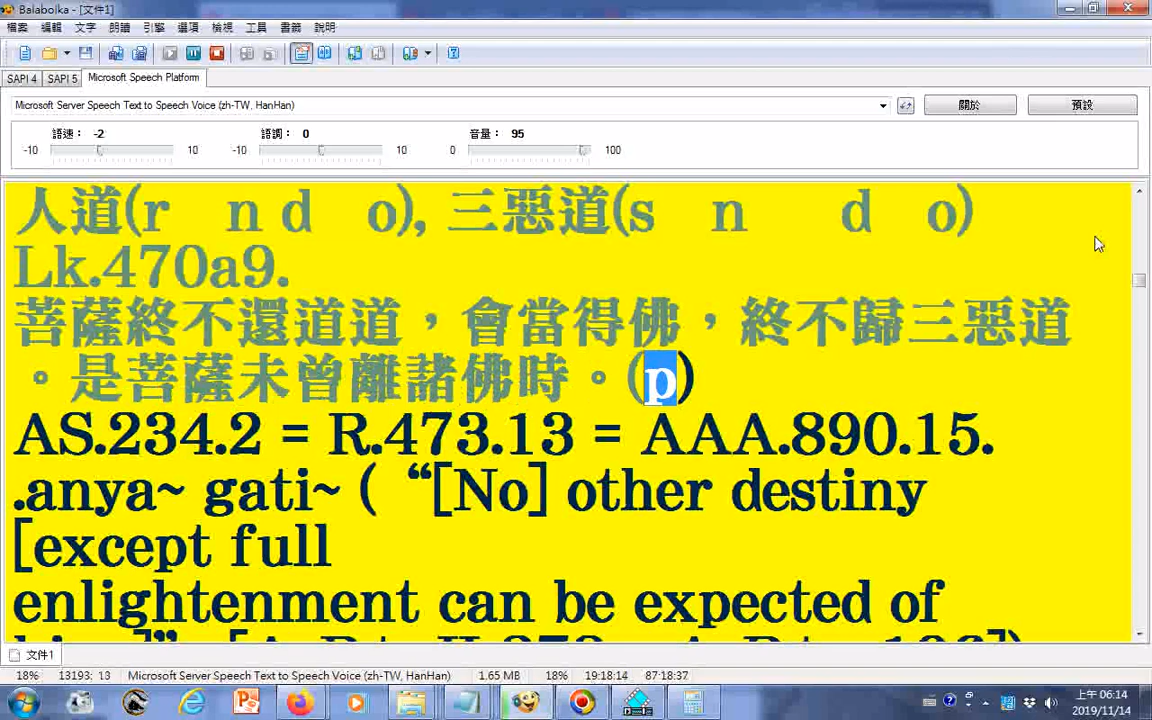 Balabolka - [文件1]
檔案 編輯 文字 朗讀 引擎 選項 檢視 工具 書籤 說明
SAPI 4 SAPI 5 Microsoft Speech Platform
Microsoft Server Speech Text to Speech Voice (zh-TW, HanHan) 關於 預設
語速： -2 語調： 0 音量： 95
-10 10 -10 10 0 100
人道(r n d o), 三惡道(s n d o)
Lk.470a9.
菩薩終不還道道，會當得佛，終不歸三惡道
。是菩薩未曾離諸佛時。(p)
AS.234.2 = R.473.13 = AAA.890.15.
.anya~ gati~ ( “[No] other destiny
[except full
enlightenment can be expected of
文件1
18% 13193: 13 Microsoft Server Speech Text to Speech Voice (zh-TW, HanHan) 1.65 MB 18% 19:18:14 87:18:37
上午 06:14
2019/11/14